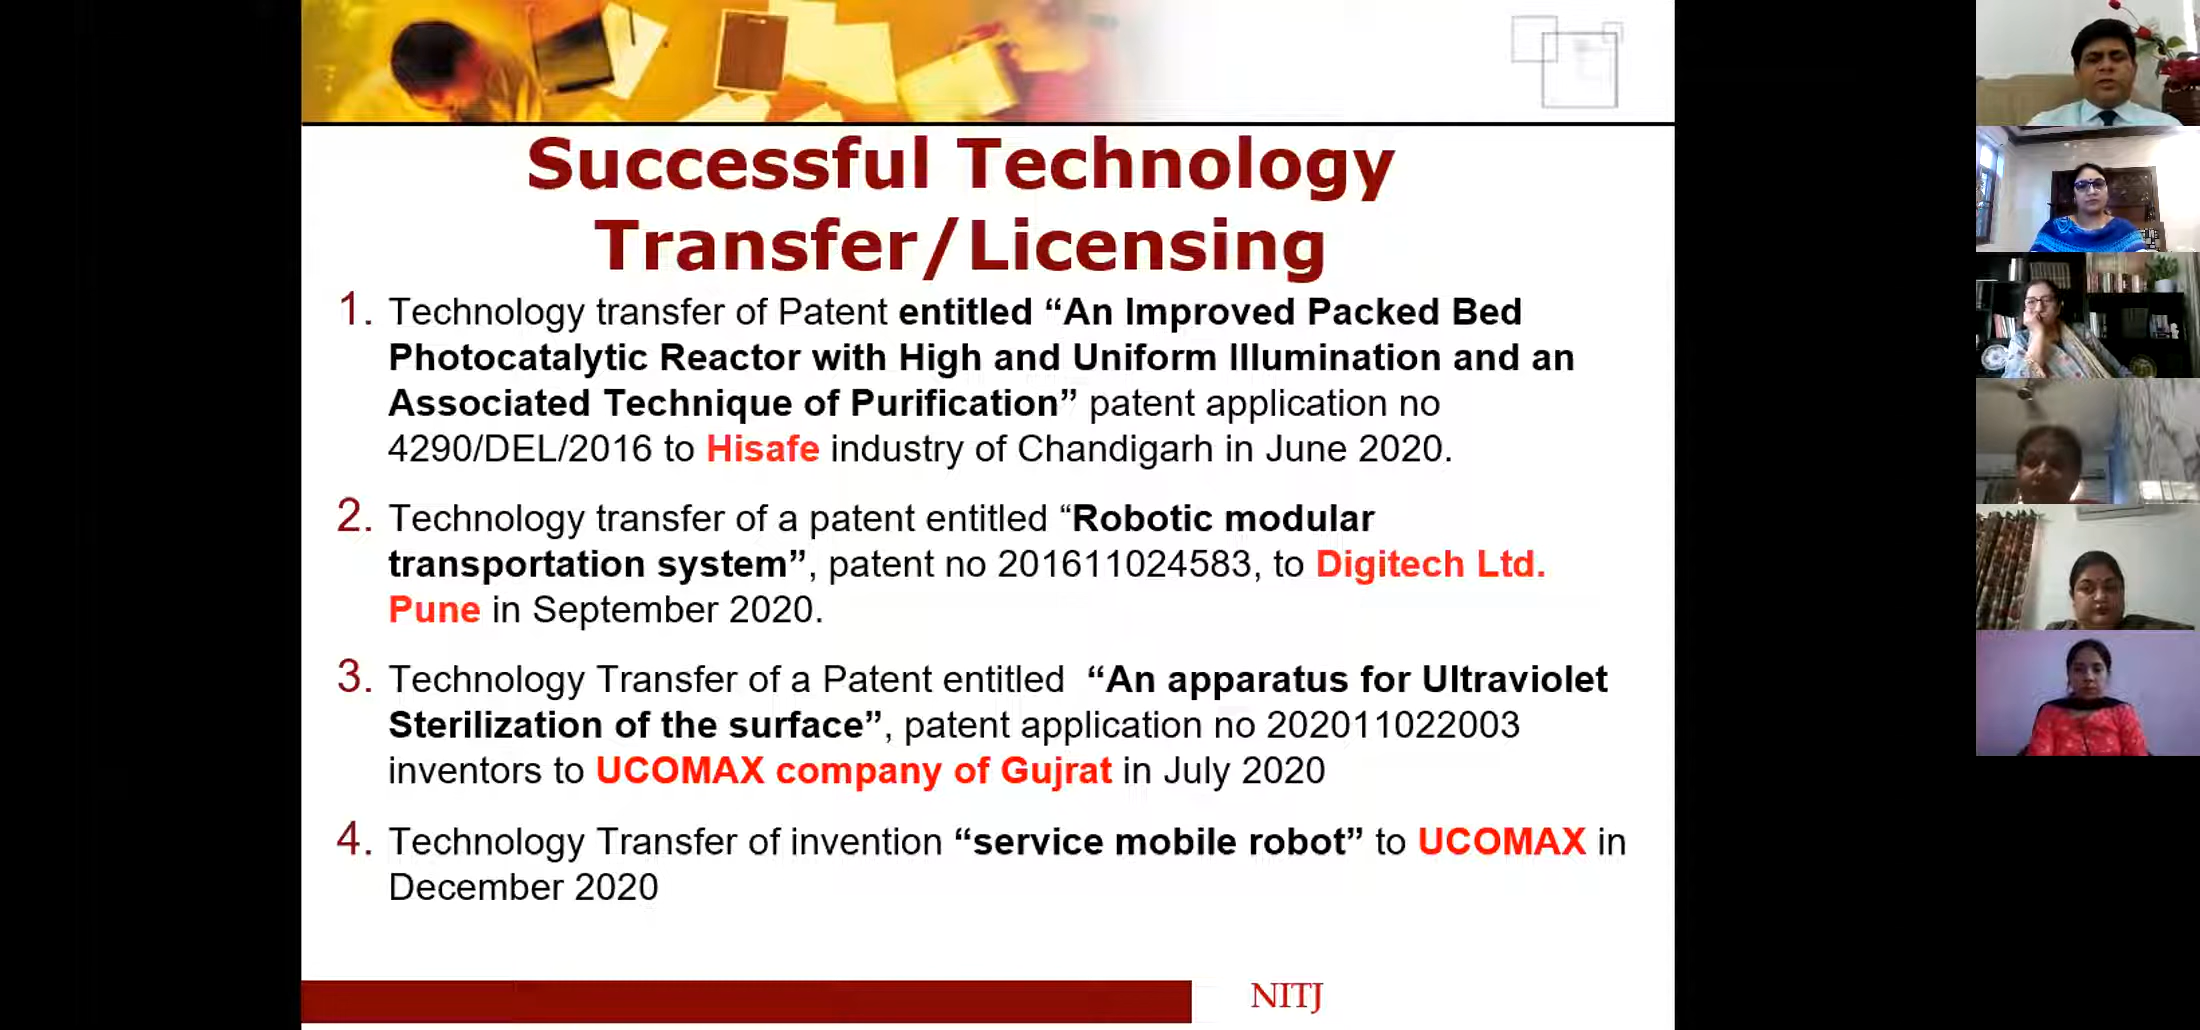 Successful Technology
Transfer/Licensing
1. Technology transfer of Patent entitled “An Improved Packed Bed
Photocatalytic Reactor with High and Uniform Illumination and an
Associated Technique of Purification” patent application no
4290/DEL/2016 to Hisafe industry of Chandigarh in June 2020.
2. Technology transfer of a patent entitled “Robotic modular
transportation system”, patent no 201611024583, to Digitech Ltd.
Pune in September 2020.
3. Technology Transfer of a Patent entitled “An apparatus for Ultraviolet
Sterilization of the surface”, patent application no 202011022003
inventors to UCOMAX company of Gujrat in July 2020
4. Technology Transfer of invention “service mobile robot” to UCOMAX in
December 2020
NITJ